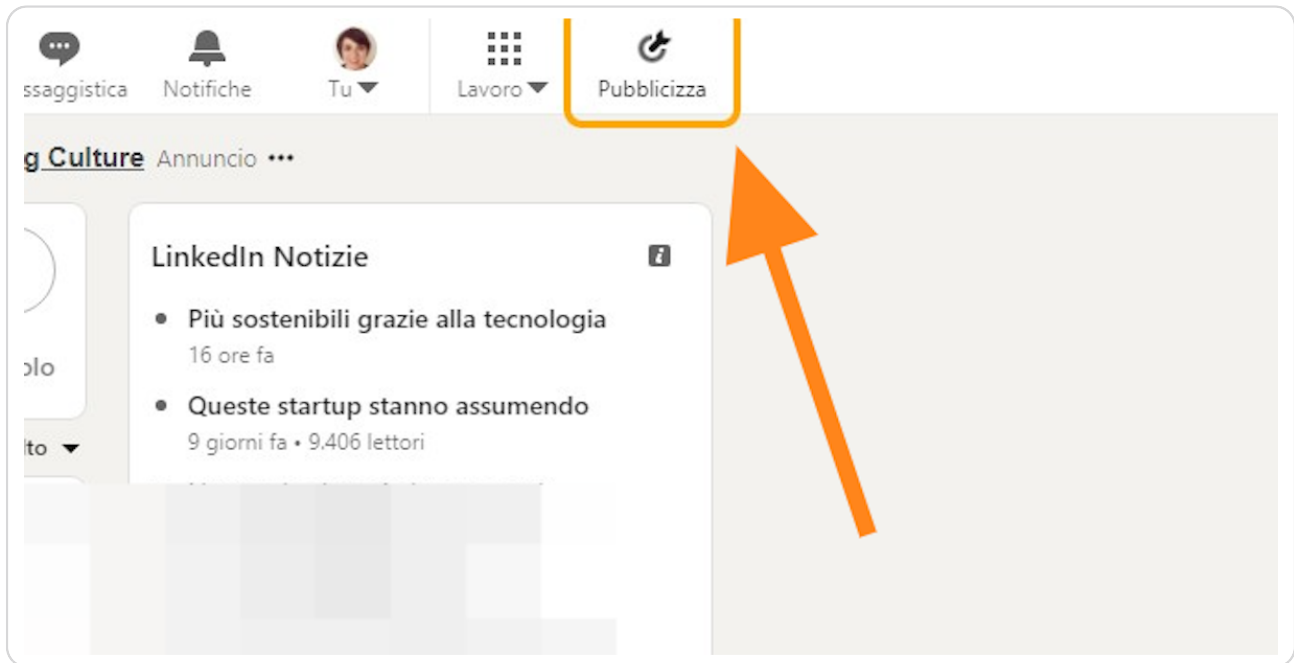 ssaggistica
Notifiche
Tu
Lavoro
Pubblicizza
g Culture Annuncio •••
LinkedIn Notizie
• Più sostenibili grazie alla tecnologia
16 ore fa
olo
• Queste startup stanno assumendo
9 giorni fa • 9.406 lettori
lto